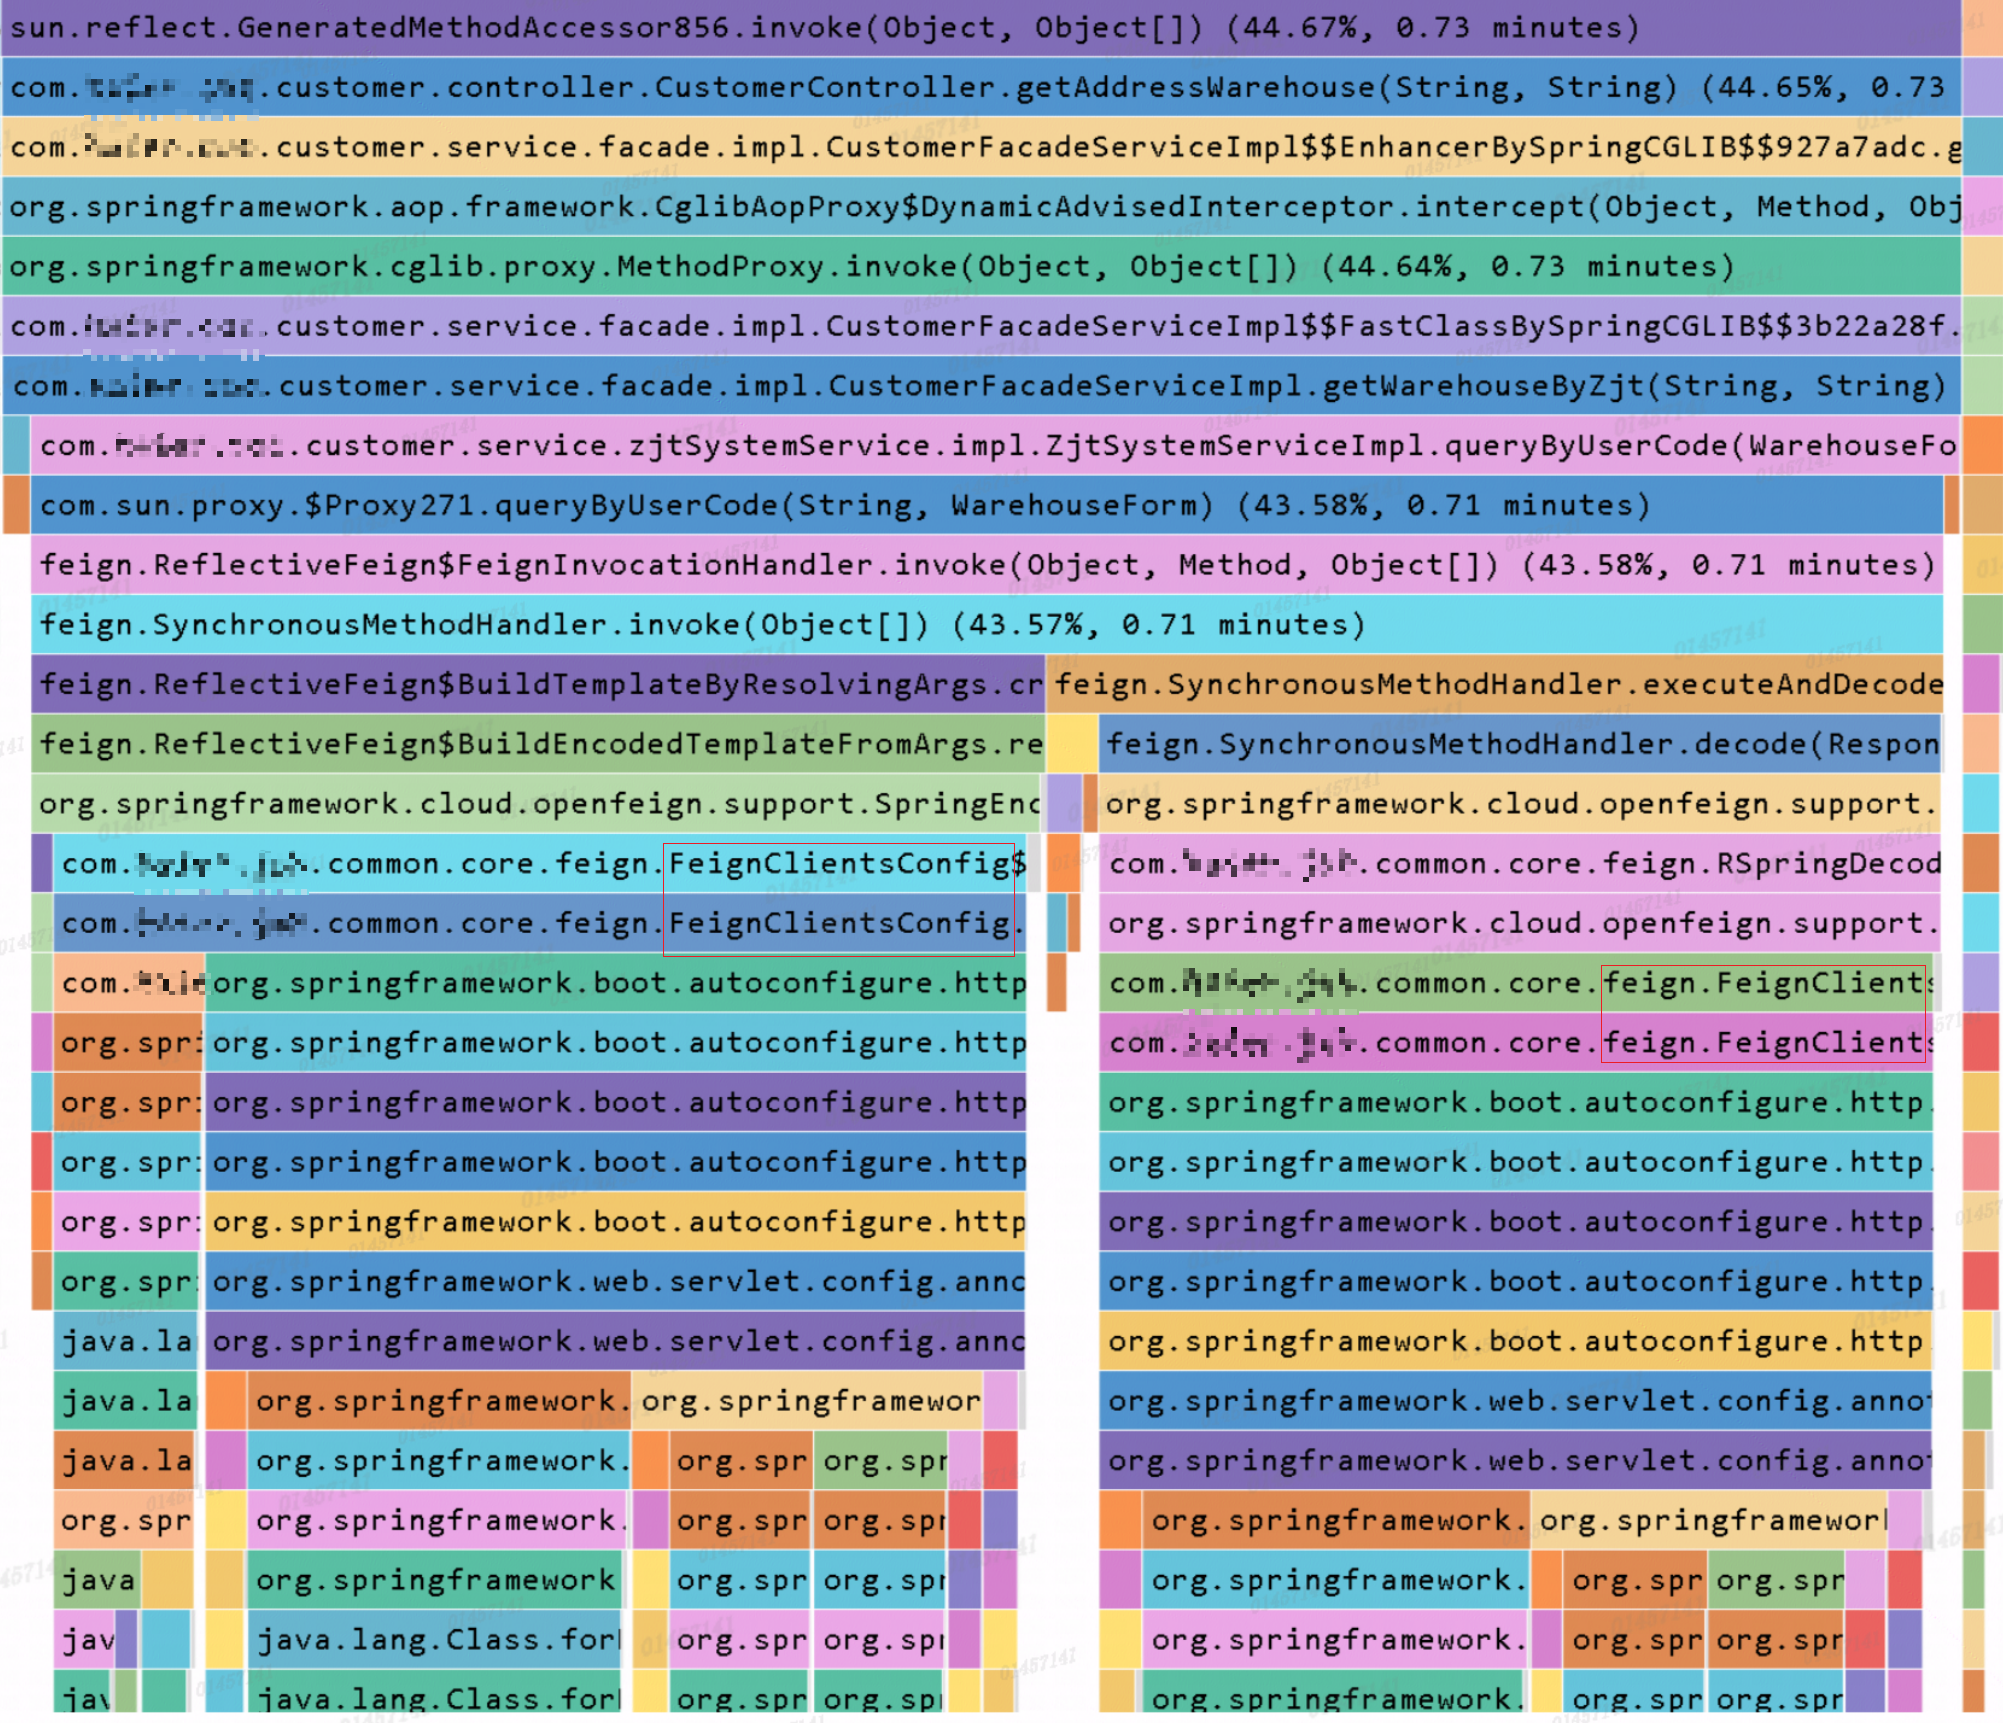 sun.reflect.GeneratedMethodAccessor856.invoke(Object, Object[]) (44.67%, 0.73 minutes)
com. .customer.controller.CustomerController.getAddressWarehouse(String, String) (44.65%, 0.73
com. .customer.service.facade.impl.CustomerFacadeServiceImpl$$EnhancerBySpringCGLIB$$927a7adc.g
org.springframework.aop.framework.CglibAopProxy$DynamicAdvisedInterceptor.intercept(Object, Method, Obj
org.springframework.cglib.proxy.MethodProxy.invoke(Object, Object[]) (44.64%, 0.73 minutes)
com. .customer.service.facade.impl.CustomerFacadeServiceImpl$$FastClassBySpringCGLIB$$3b22a28f.
com. .customer.service.facade.impl.CustomerFacadeServiceImpl.getWarehouseByZjt(String, String)
com. .customer.service.zjtSystemService.impl.ZjtSystemServiceImpl.queryByUserCode(WarehouseFo
com.sun.proxy.$Proxy271.queryByUserCode(String, WarehouseForm) (43.58%, 0.71 minutes)
feign.ReflectiveFeign$FeignInvocationHandler.invoke(Object, Method, Object[]) (43.58%, 0.71 minutes)
feign.SynchronousMethodHandler.invoke(Object[]) (43.57%, 0.71 minutes)
feign.ReflectiveFeign$BuildTemplateByResolvingArgs.cr feign.SynchronousMethodHandler.executeAndDecode
feign.ReflectiveFeign$BuildEncodedTemplateFromArgs.re feign.SynchronousMethodHandler.decode(Respon
org.springframework.cloud.openfeign.support.SpringEnc org.springframework.cloud.openfeign.support.
com. .common.core.feign.FeignClientsConfig$ com. .common.core.feign.RSpringDecod
com. .common.core.feign.FeignClientsConfig. org.springframework.cloud.openfeign.support.
com. org.springframework.boot.autoconfigure.http com. .common.core.feign.FeignClients
org.spri org.springframework.boot.autoconfigure.http com. .common.core.feign.FeignClients
org.spr org.springframework.boot.autoconfigure.http org.springframework.boot.autoconfigure.http.
org.spr org.springframework.boot.autoconfigure.http org.springframework.boot.autoconfigure.http.
org.spr org.springframework.boot.autoconfigure.http org.springframework.boot.autoconfigure.http.
org.spr org.springframework.web.servlet.config.anno org.springframework.boot.autoconfigure.http.
java.la org.springframework.web.servlet.config.anno org.springframework.boot.autoconfigure.http
java.la org.springframework. org.springframewor org.springframework.web.servlet.config.anno
java.la org.springframework. org.spr org.spr org.springframework.web.servlet.config.anno
org.spr org.springframework. org.spr org.spr org.springframework. org.springframework
java org.springframework org.spr org.spr org.springframework. org.spr org.spr
jav java.lang.Class.for org.spr org.spr org.springframework. org.spr org.spr
jav java.lang.Class.for org.spr org.sp org.springframework. org.spr org.spr